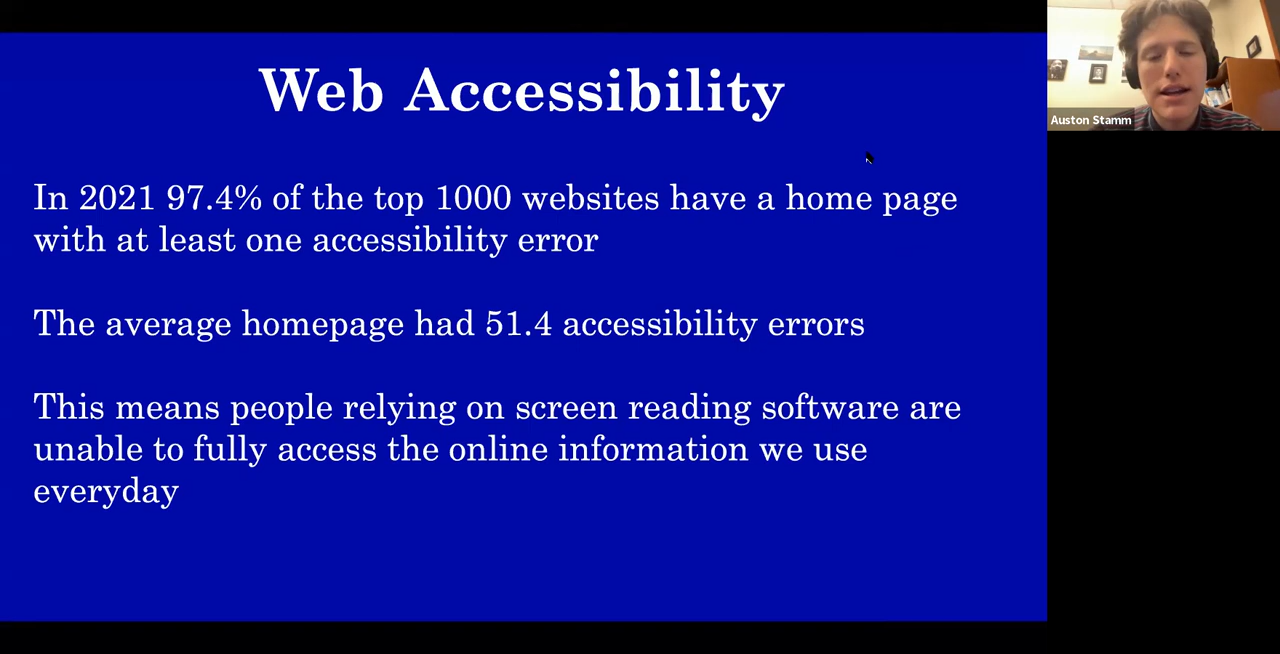 Web Accessibility
In 2021 97.4% of the top 1000 websites have a home page
with at least one accessibility error
The average homepage had 51.4 accessibility errors
This means people relying on screen reading software are
unable to fully access the online information we use
everyday
Auston Stamm